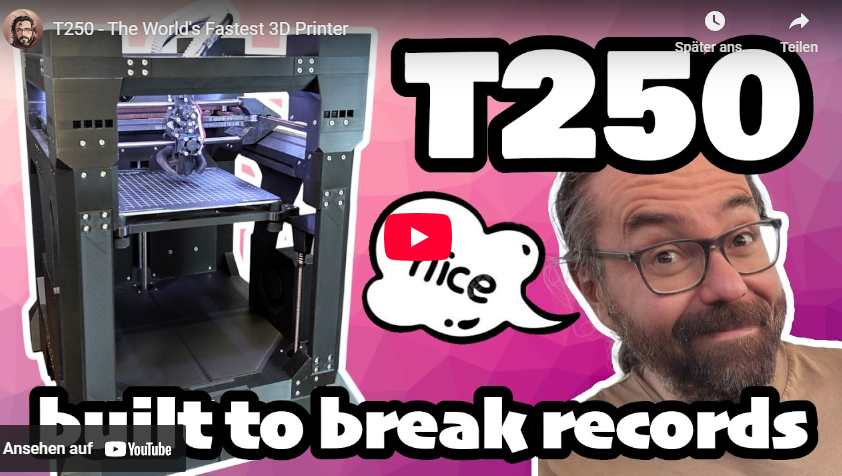 T250 - The World's Fastest 3D Printer
Später ans...
Teilen
T250
nice
built to break records
Ansehen auf YouTube